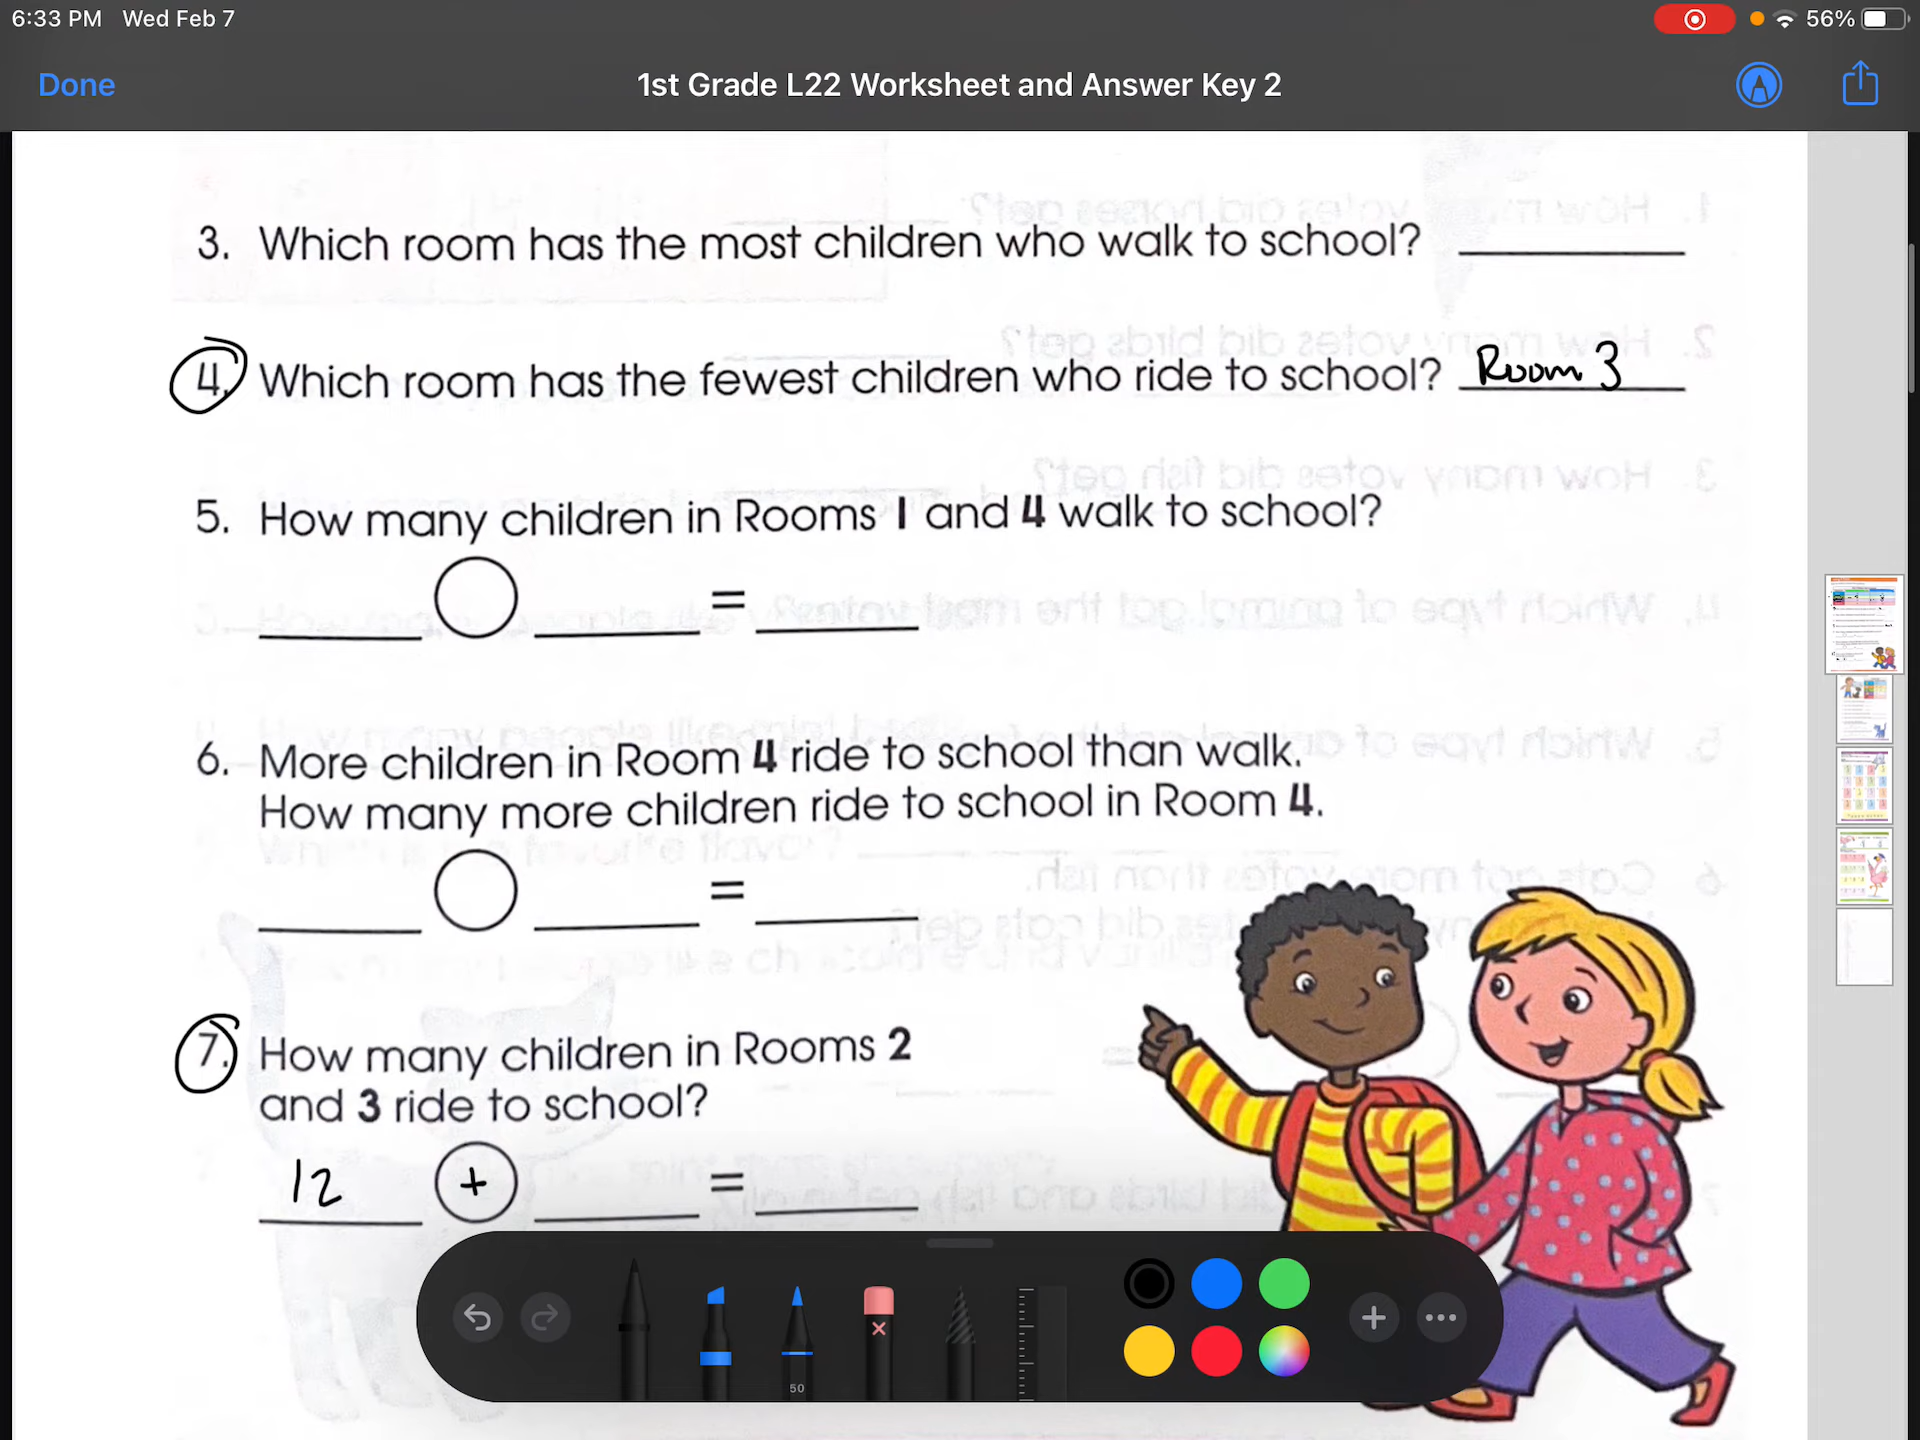 6:33 PM Wed Feb 7
56%
Done
1st Grade L22 Worksheet and Answer Key 2
3. Which room has the most children who walk to school?
4. Which room has the fewest children who ride to school? Room 3
5. How many children in Rooms 1 and 4 walk to school?
=
6. More children in Room 4 ride to school than walk.
How many more children ride to school in Room 4.
=
7. How many children in Rooms 2
and 3 ride to school?
12 + =
50